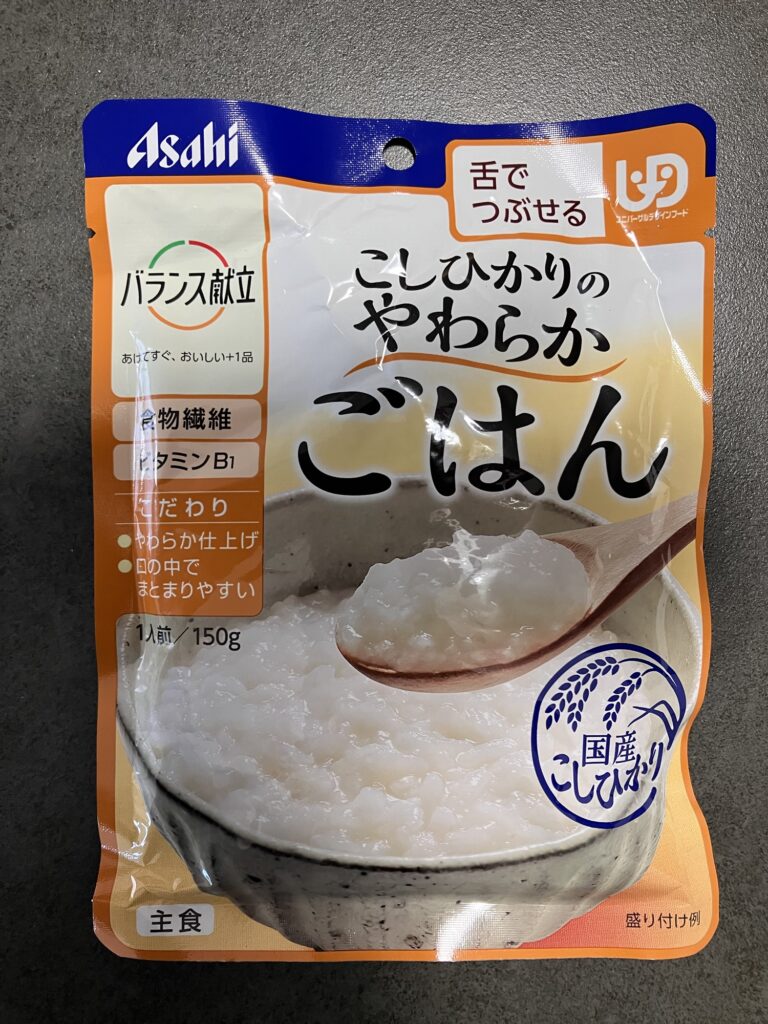 Asahi
舌で
つぶせる
ユニバーサルデザインフード
バランス献立
あけてすぐ、おいしい+1品
こしひかりの
やわらか
ごはん
食物繊維
ビタミンB1
こだわり
やわらか仕上げ
口の中で
まとまりやすい
1人前/150g
国産
こしひかり
主食
盛り付け例